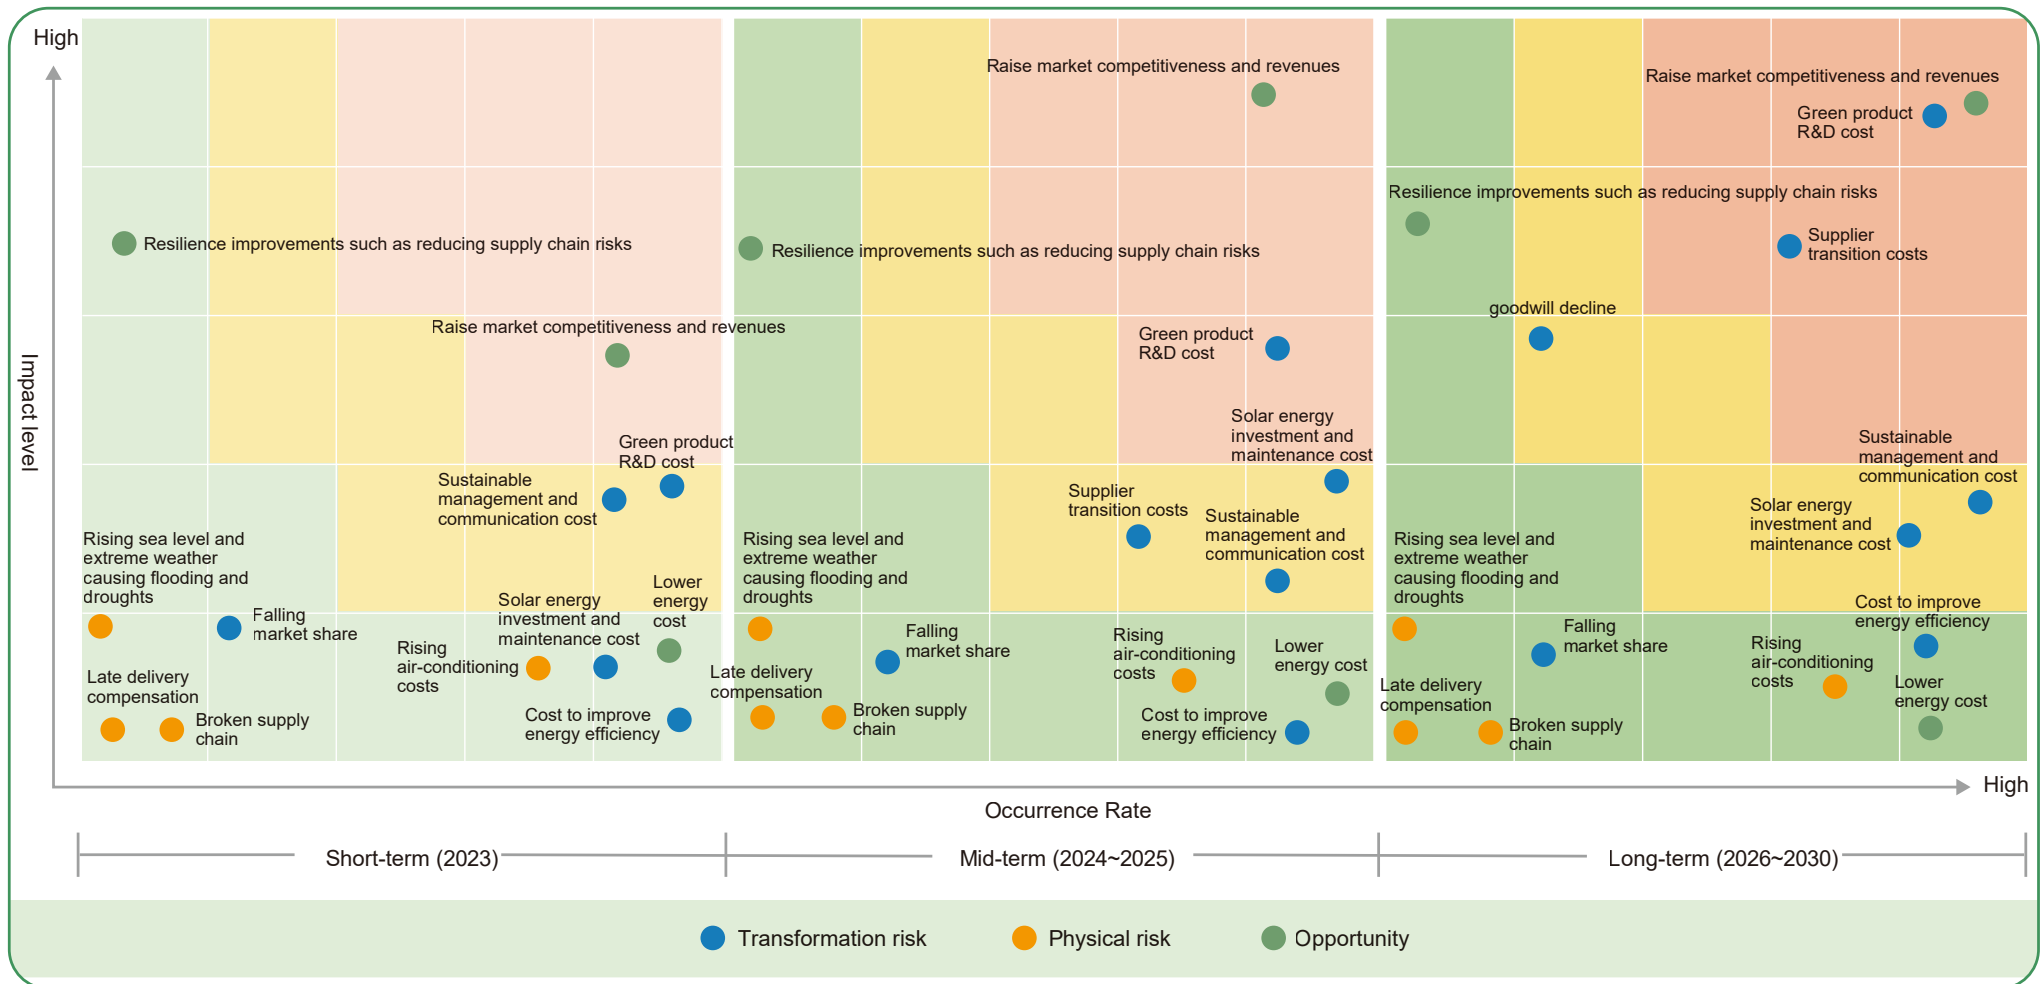 High
Impact level
Resilience improvements such as reducing supply chain risks
Raise market competitiveness and revenues
Green product
R&D cost
Sustainable
management and
communication cost
Rising sea level and
extreme weather
causing flooding and
droughts
Falling
market share
Late delivery
compensation
Broken supply
chain
Rising
air-conditioning
costs
Solar energy
investment and
maintenance cost
Lower
energy
cost
Cost to improve
energy efficiency
Raise market competitiveness and revenues
Resilience improvements such as reducing supply chain risks
Green product
R&D cost
Solar energy
investment and
maintenance cost
Supplier
transition costs
Sustainable
management and
communication cost
Rising sea level and
extreme weather
causing flooding and
droughts
Falling
market share
Late delivery
compensation
Broken supply
chain
Rising
air-conditioning
costs
Lower
energy cost
Cost to improve
energy efficiency
Raise market competitiveness and revenues
Green product
R&D cost
Resilience improvements such as reducing supply chain risks
Supplier
transition costs
goodwill decline
Sustainable
management and
communication cost
Solar energy
investment and
maintenance cost
Rising sea level and
extreme weather
causing flooding and
droughts
Cost to improve
energy efficiency
Falling
market share
Rising
air-conditioning
costs
Late delivery
compensation
Broken supply
chain
Lower
energy cost
High
Occurrence Rate
Short-term (2023)
Mid-term (2024~2025)
Long-term (2026~2030)
Transformation risk
Physical risk
Opportunity